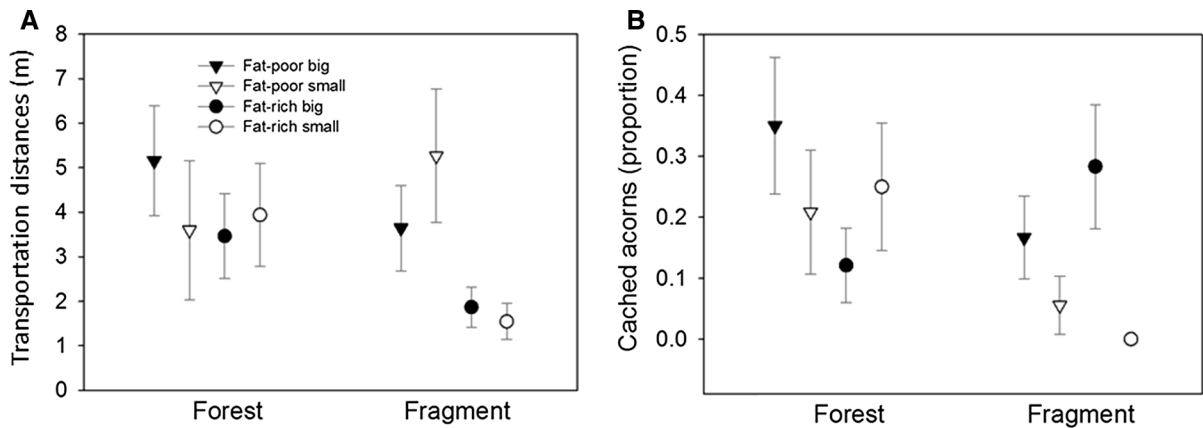 A
Transportation distances (m)
8
7
6
5
4
3
2
1
0
Fat-poor big
Fat-poor small
Fat-rich big
Fat-rich small
Forest
Fragment
B
Cached acorns (proportion)
0.5
0.4
0.3
0.2
0.1
0.0
Forest
Fragment